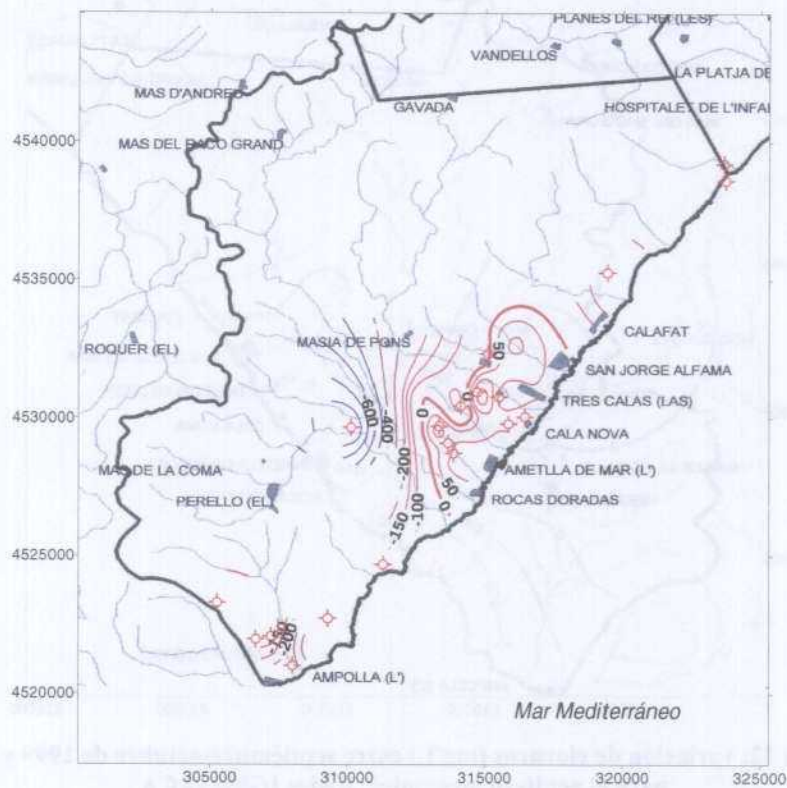 PLANES DEL REI (LES)
VANDELLOS
LA PLATJA DE
MAS D'ANDREU
GAVADA
HOSPITALET DE L'INFA
4540000
MAS DEL BACO GRAND
4535000
CALAFAT
ROQUER (EL)
MASIA DE PONS
50
SAN JORGE ALFAMA
TRES CALAS (LAS)
4530000
-600
-400
0
0
CALA NOVA
-200
MAS DE LA COMA
AMETLLA DE MAR (L')
PERELLO (EL)
50
ROCAS DORADAS
-100
0
-150
4525000
-150
-200
AMPOLLA (L')
4520000
Mar Mediterráneo
305000 310000 315000 320000 325000